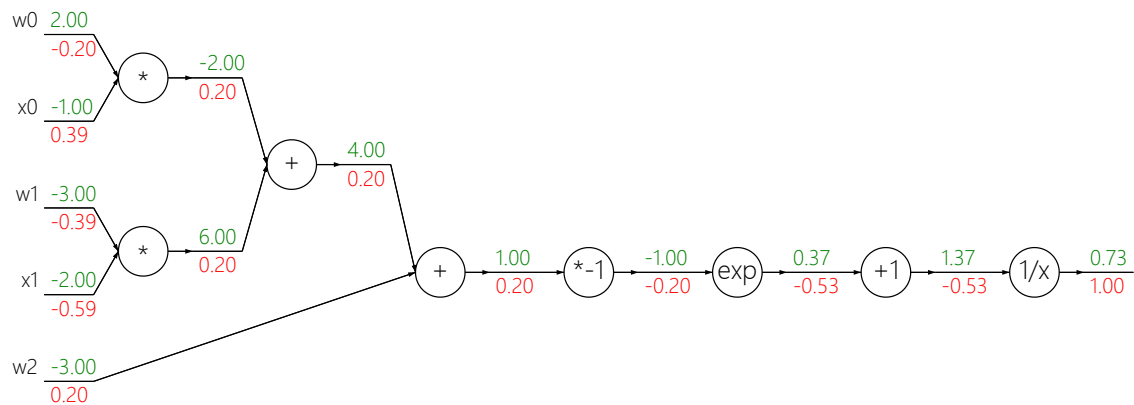 w0 2.00
-0.20
* -2.00
0.20
x0 -1.00
0.39
+ 4.00
0.20
w1 -3.00
-0.39
* 6.00
0.20
x1 -2.00
-0.59
+ 1.00 *-1 -1.00 exp 0.37 +1 1.37 1/x 0.73
0.20 -0.20 -0.53 -0.53 1.00
w2 -3.00
0.20